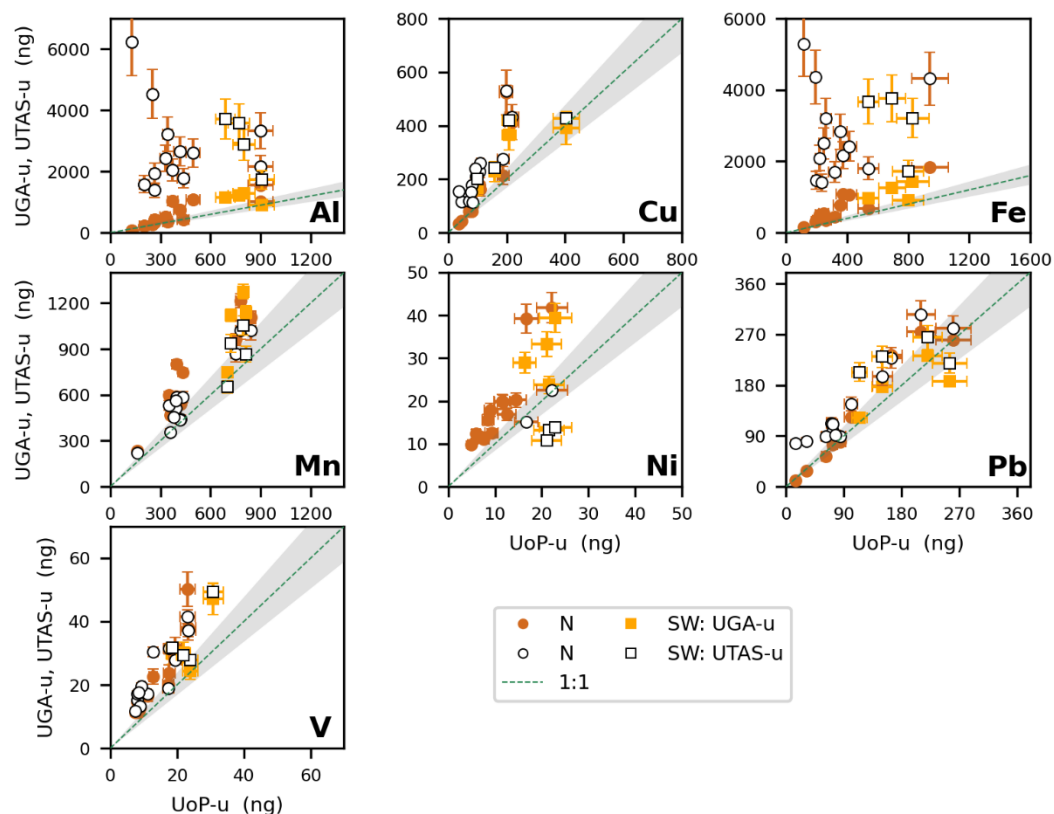 UGA-u, UTAS-u (ng)
6000
4000
2000
0
0 300 600 900 1200
Al
800
600
400
200
0
0 200 400 600 800
Cu
6000
4000
2000
0
0 300 600 900 1200 1600
Fe
UGA-u, UTAS-u (ng)
1200
900
600
300
0
0 300 600 900 1200
Mn
50
40
30
20
10
0
0 10 20 30 40 50
Ni
UoP-u (ng)
360
270
180
90
0
0 90 180 270 360
Pb
UoP-u (ng)
UGA-u, UTAS-u (ng)
60
40
20
0
0 20 40 60
V
UoP-u (ng)
N
N
1:1
SW: UGA-u
SW: UTAS-u